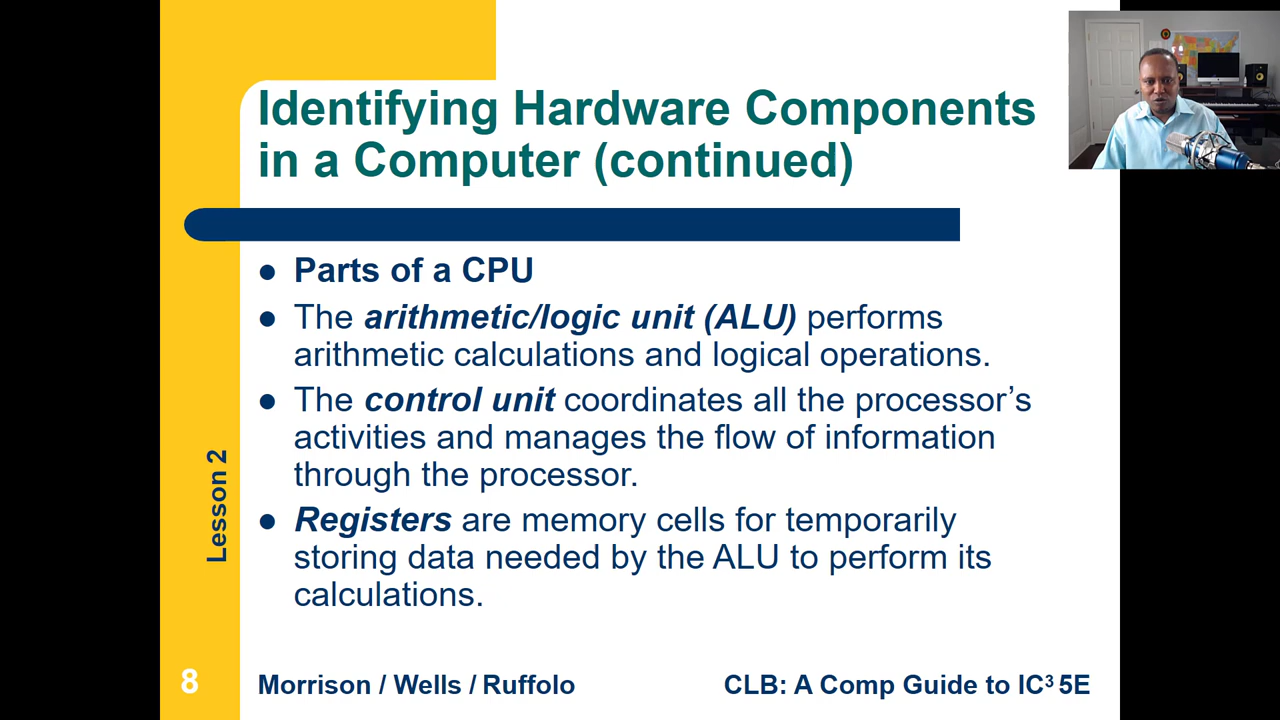 Identifying Hardware Components
in a Computer (continued)
● Parts of a CPU
● The arithmetic/logic unit (ALU) performs
arithmetic calculations and logical operations.
● The control unit coordinates all the processor’s
activities and manages the flow of information
through the processor.
● Registers are memory cells for temporarily
storing data needed by the ALU to perform its
calculations.
Lesson 2
8
Morrison / Wells / Ruffolo
CLB: A Comp Guide to IC³ 5E